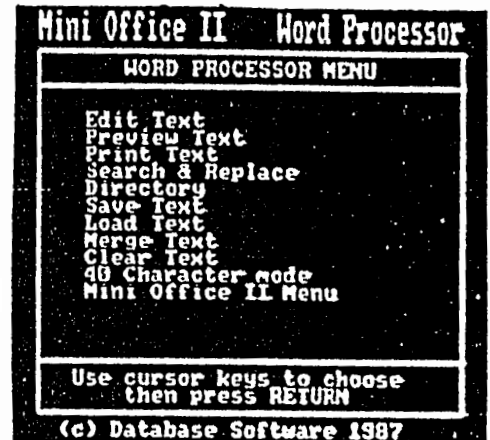 Mini Office II Word Processor
WORD PROCESSOR MENU
Edit Text
Preview Text
Print Text
Search & Replace
Directory
Save Text
Load Text
Merge Text
Clear Text
40 Character mode
Mini Office II Menu
Use cursor keys to choose
then press RETURN
(c) Database Software 1987